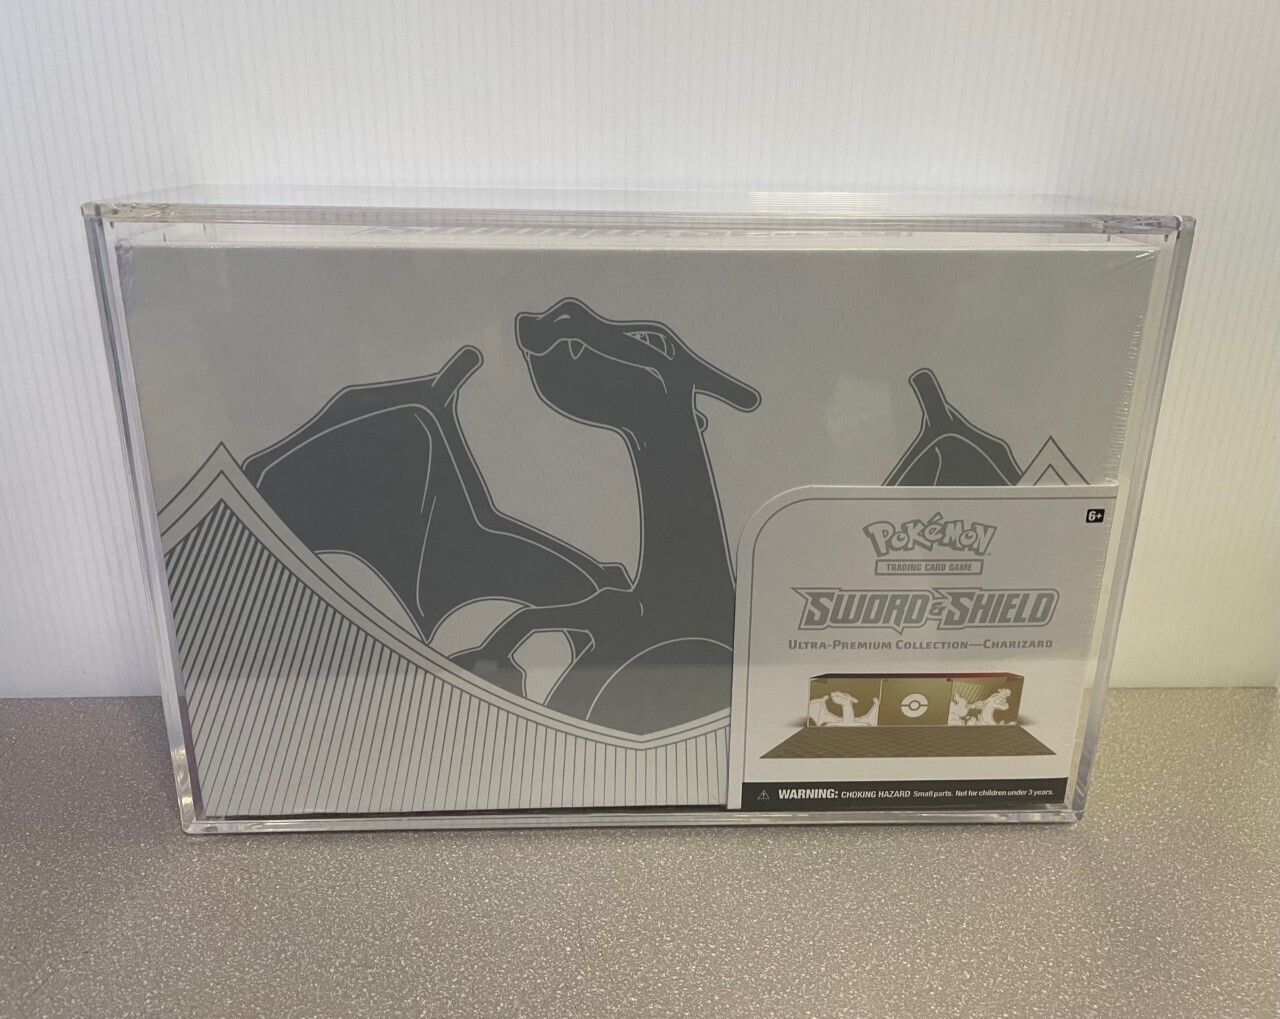 6+
POKéMON
TRADING CARD GAME
SWORD & SHIELD
ULTRA-PREMIUM COLLECTION—CHARIZARD
WARNING: CHOKING HAZARD Small parts. Not for children under 3 years.